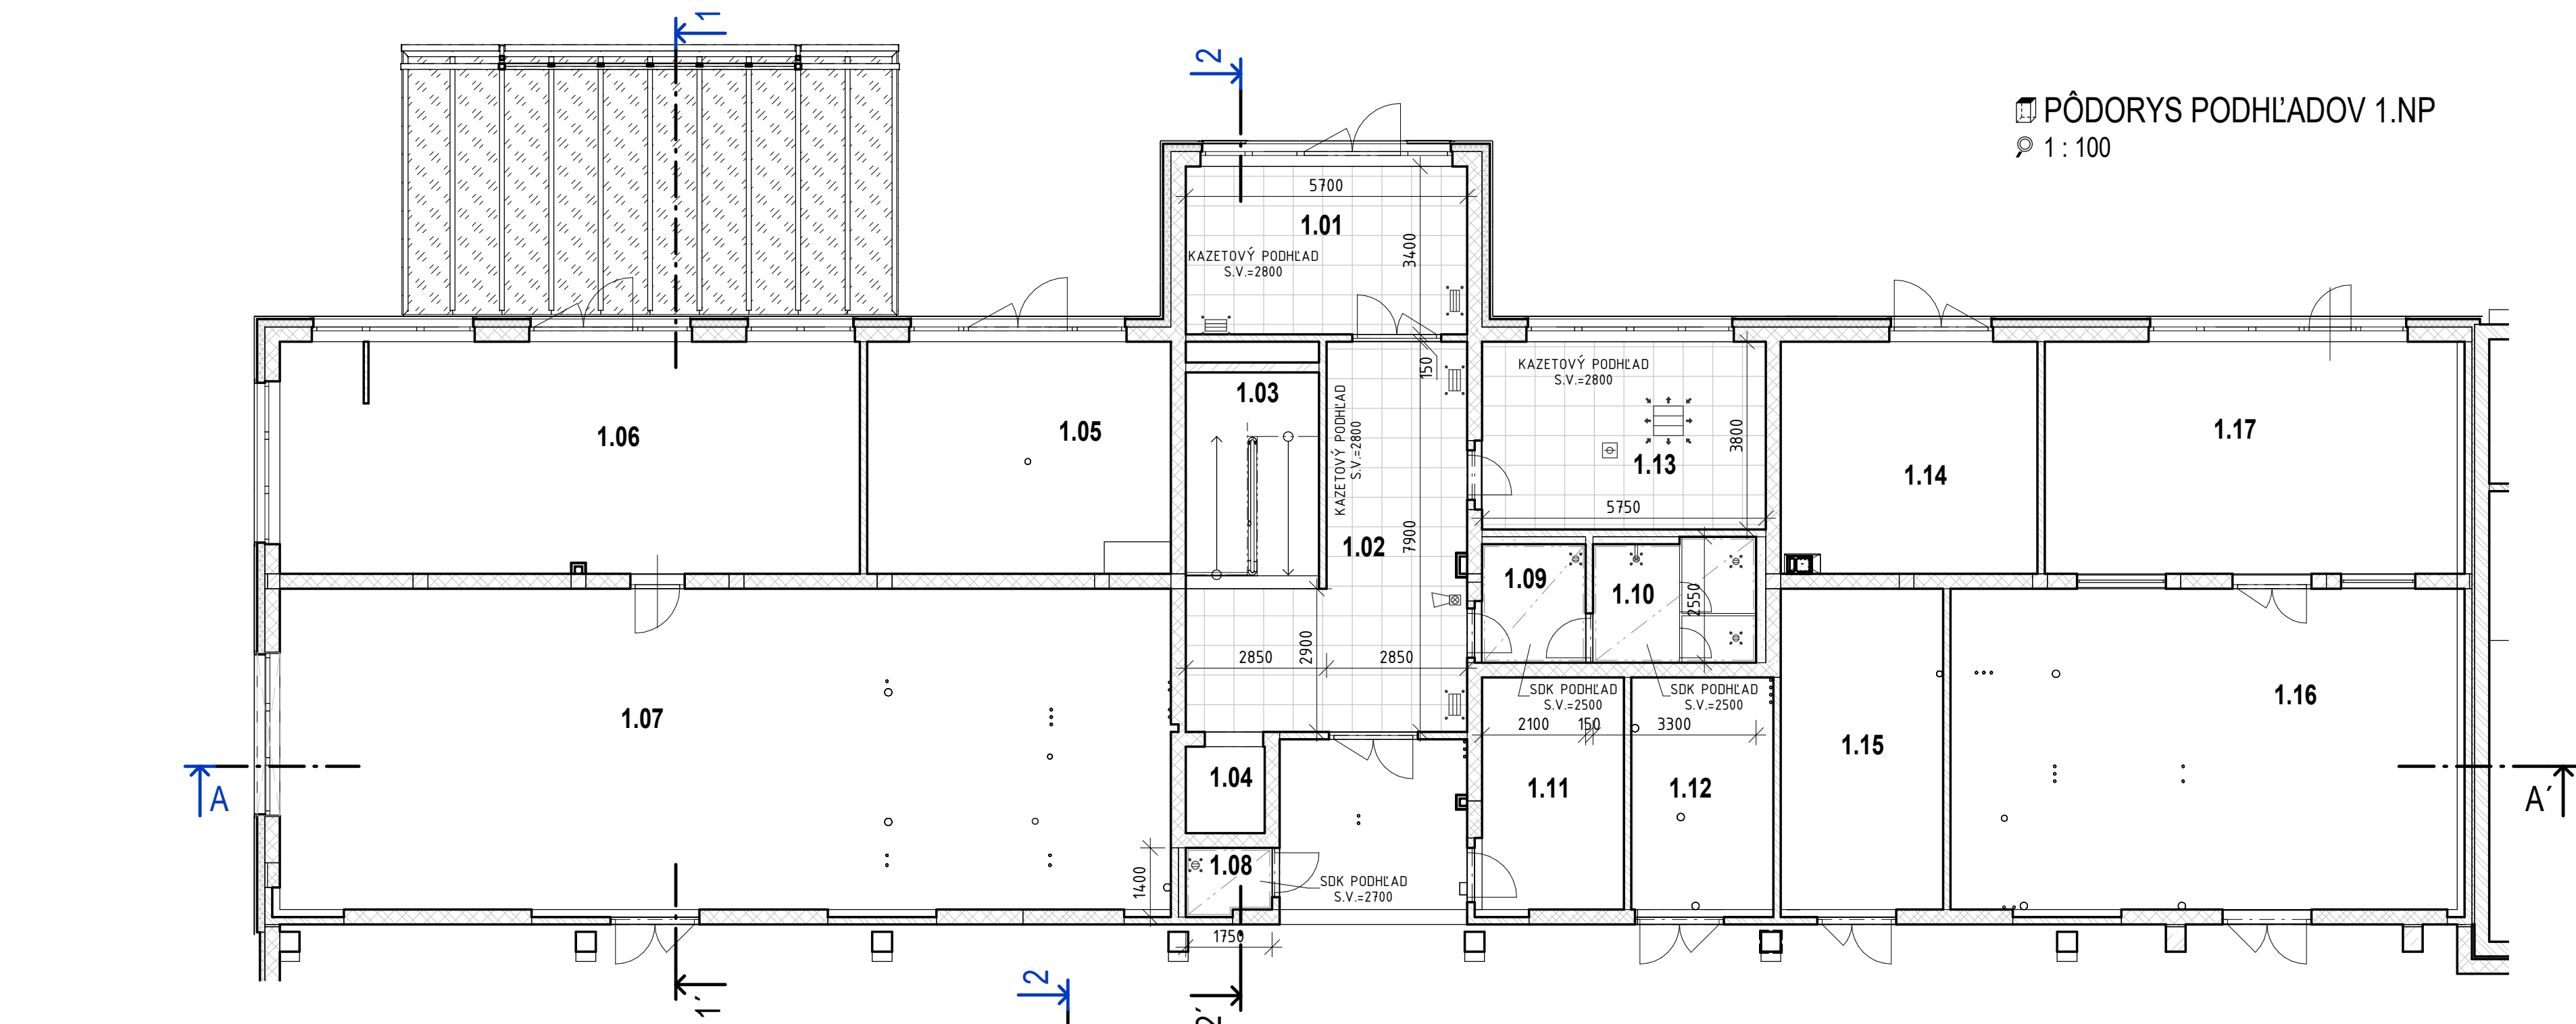 1
2
PÔDORYS PODHĽADOV 1.NP
1 : 100
5700
1.01
3400
KAZETOVÝ PODHĽAD
S.V.=2800
150
KAZETOVÝ PODHĽAD
S.V.=2800
1.03
KAZETOVÝ PODHĽAD
S.V.=2800
1.06
1.05
1.13
3800
1.14
1.17
5750
1.02
7900
1.09
1.10
2550
2850
2900
2850
SDK PODHĽAD
S.V.=2500
SDK PODHĽAD
S.V.=2500
2100
150
3300
1.07
1.16
1.15
1.04
1.11
1.12
A
A´
1.08
1400
SDK PODHĽAD
S.V.=2700
1750
2
1´
2´